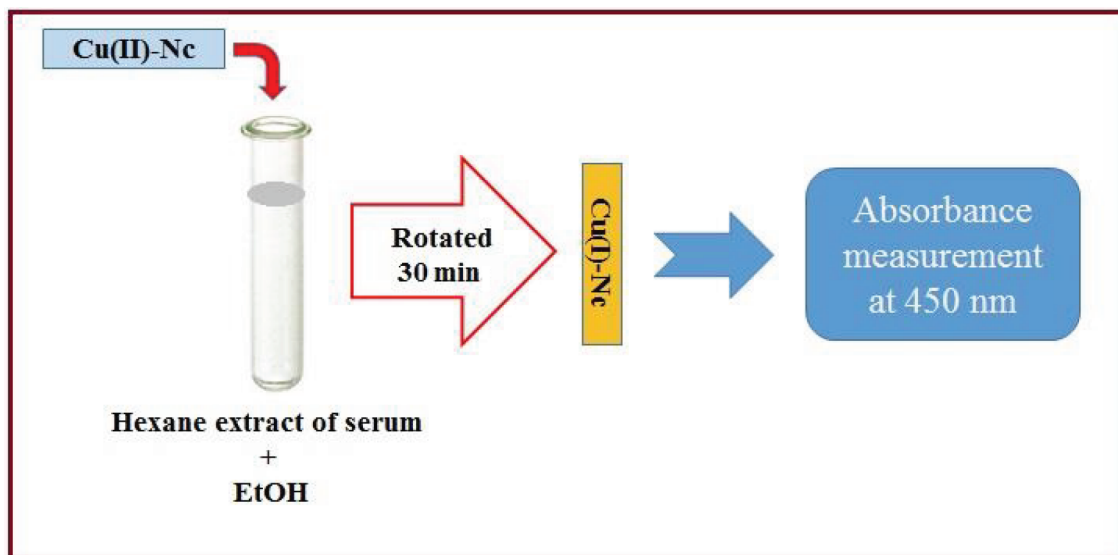 Cu(II)-Nc
Hexane extract of serum
+
EtOH
Rotated
30 min
Cu(I)-Nc
Absorbance
measurement
at 450 nm